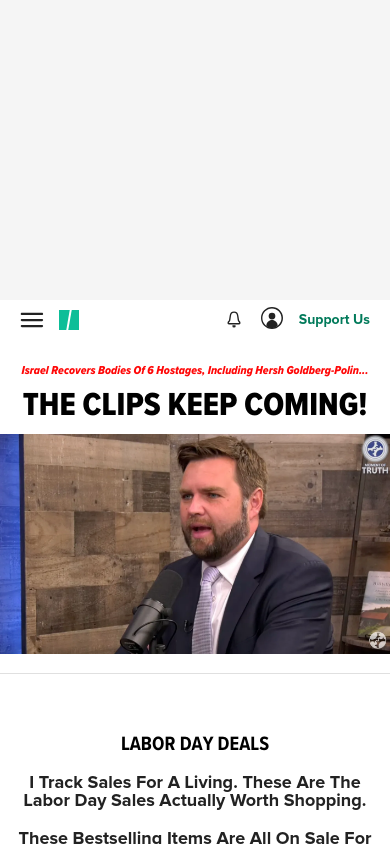 Support Us
Israel Recovers Bodies Of 6 Hostages, Including Hersh Goldberg-Polin...
THE CLIPS KEEP COMING!
TRUTH
LABOR DAY DEALS
I Track Sales For A Living. These Are The
Labor Day Sales Actually Worth Shopping.
These Bestselling Items Are All On Sale For